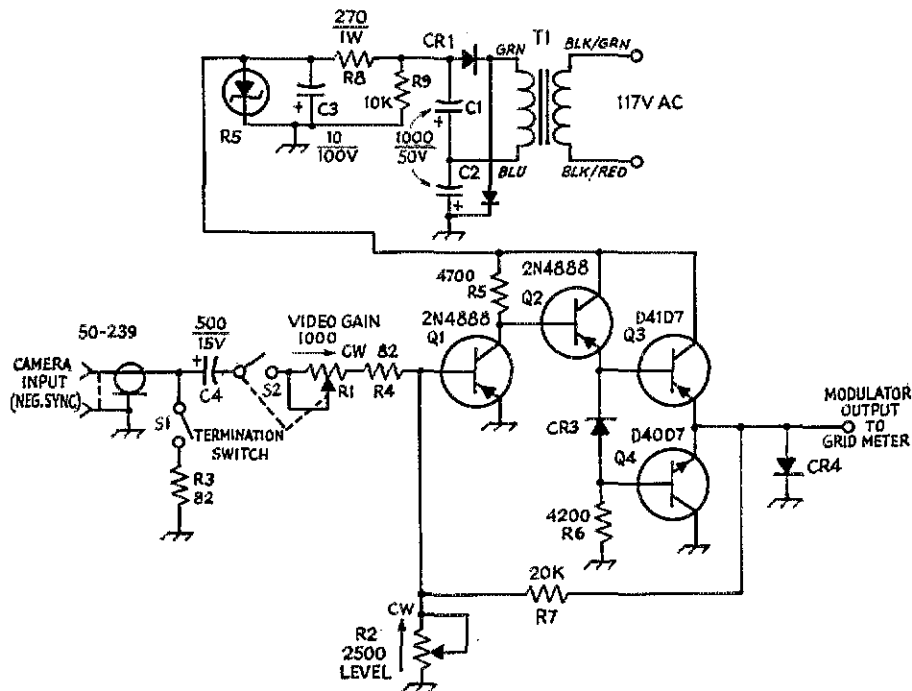 270
1W
R8
CR1
GRN
T1
BLK/GRN
117V AC
BLK/RED
R9
10K
C1
1000
50V
C2
BLU
C3
10
100V
R5
+
+
+
4700
R5
2N4888
Q2
2N4888
Q1
D41D7
Q3
D40D7
Q4
50-239
CAMERA
INPUT
(NEG.SYNC)
500
15V
+
C4
VIDEO GAIN
1000
CW
82
R4
R1
S2
S1
TERMINATION
SWITCH
R3
82
CR3
4200
R6
MODULATOR
OUTPUT
TO
GRID METER
CR4
20K
R7
CW
R2
2500
LEVEL